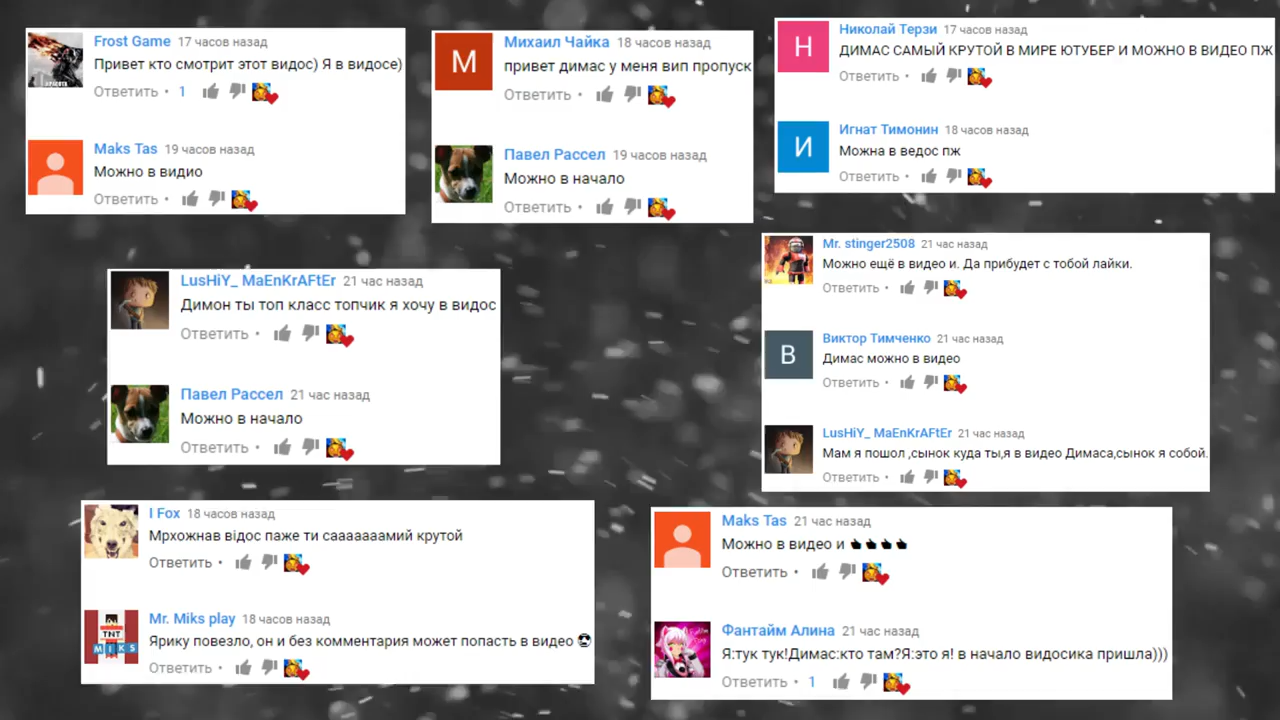 Frost Game 17 часов назад
Привет кто смотрит этот видос) Я в видосе)
Ответить • 1
Maks Tas 19 часов назад
Можно в видио
Ответить •
М
Михаил Чайка 18 часов назад
привет димас у меня вип пропуск
Ответить •
Павел Рассел 19 часов назад
Можно в начало
Ответить •
Н
Николай Терзи 17 часов назад
ДИМАС САМЫЙ КРУТОЙ В МИРЕ ЮТУБЕР И МОЖНО В ВИДЕО ПЖ
Ответить •
И
Игнат Тимонин 18 часов назад
Можна в ведос пж
Ответить •
LusHiY_ MaEnKrAFtEr 21 час назад
Димон ты топ класс топчик я хочу в видос
Ответить •
Павел Рассел 21 час назад
Можно в начало
Ответить •
Mr. stinger2508 21 час назад
Можно ещё в видео и. Да прибудет с тобой лайки.
Ответить •
В
Виктор Тимченко 21 час назад
Димас можно в видео
Ответить •
LusHiY_ MaEnKrAFtEr 21 час назад
Мам я пошол ,сынок куда ты,я в видео Димаса,сынок я собой.
Ответить •
I Fox 18 часов назад
Мрхожнав відос паже ти сааааааамий крутой
Ответить •
TNT
MIKS
Mr. Miks play 18 часов назад
Ярику повезло, он и без комментария может попасть в видео
Ответить •
Maks Tas 21 час назад
Можно в видео и
Ответить •
Фантайм Алина 21 час назад
Я:тук тук!Димас:кто там?Я:это я! в начало видосика пришла)))
Ответить • 1